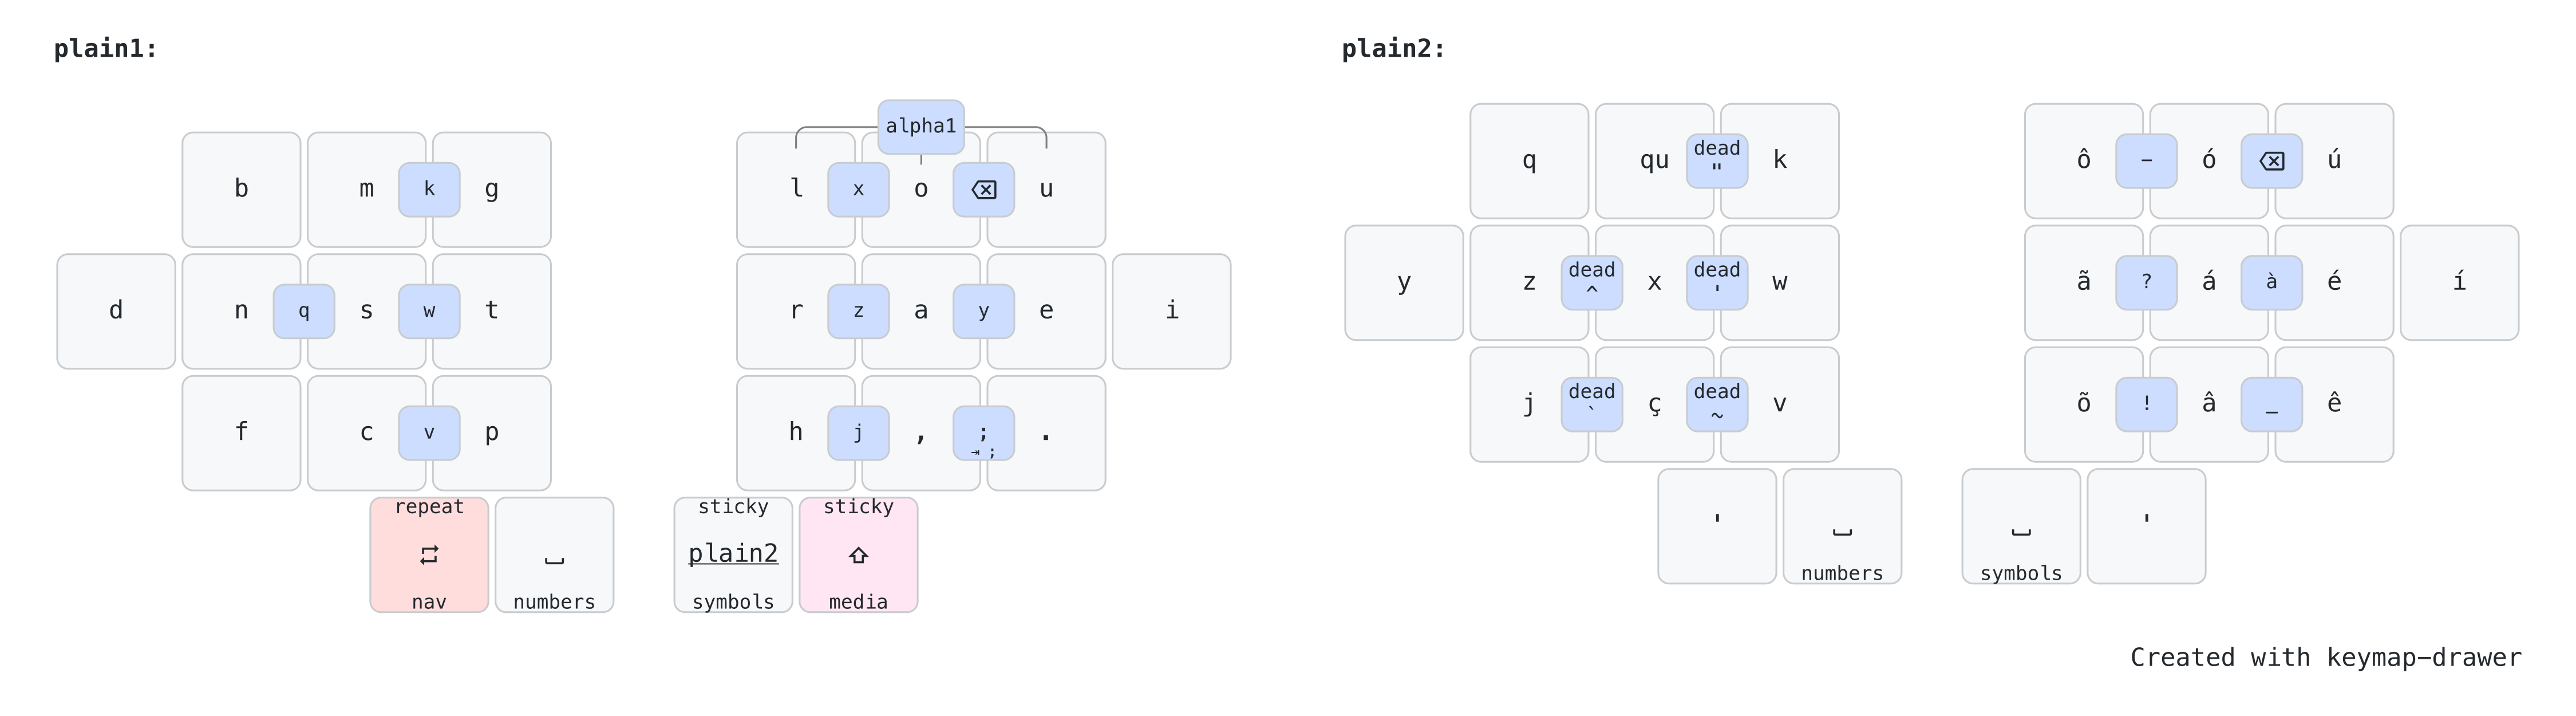 plain1: plain2:
alpha1
b m k g l x o ⌫ u
d n q s w t r z a y e i
f c v p h j , ; .
⇥ ;
repeat sticky sticky
plain2 ⇧
nav numbers symbols media
q qu dead " k ô − ó ⌫ ú
y z dead ^ x dead ' w ã ? á à é í
j dead ` ç dead ~ v õ ! â _ ê
' ␣ ␣ '
numbers symbols
Created with keymap−drawer